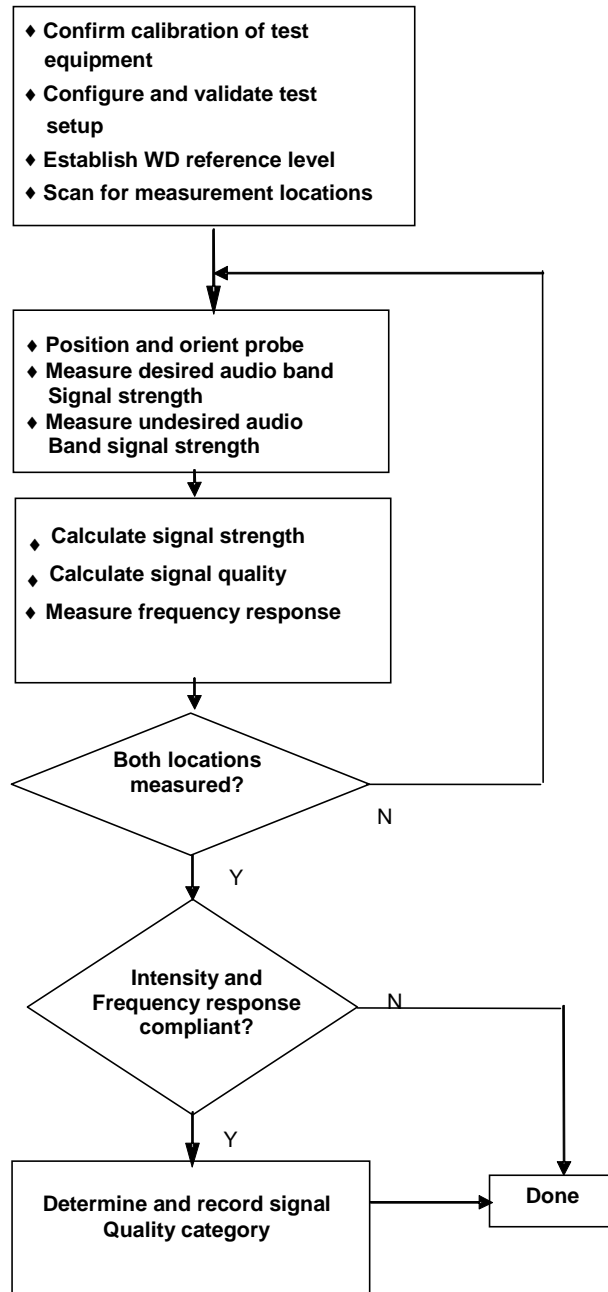 ♦ Confirm calibration of test
equipment
♦ Configure and validate test
setup
♦ Establish WD reference level
♦ Scan for measurement locations
♦ Position and orient probe
♦ Measure desired audio band
Signal strength
♦ Measure undesired audio
Band signal strength
♦ Calculate signal strength
♦ Calculate signal quality
♦ Measure frequency response
Both locations
measured?
N
Y
Intensity and
Frequency response
compliant?
N
Y
Determine and record signal
Quality category
Done